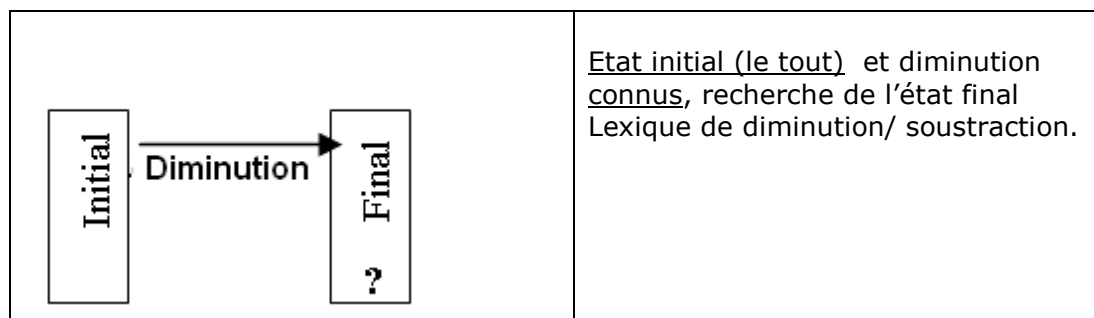 Initial
Diminution
Final
?
Etat initial (le tout)  et diminution
connus, recherche de l’état final
Lexique de diminution/ soustraction.